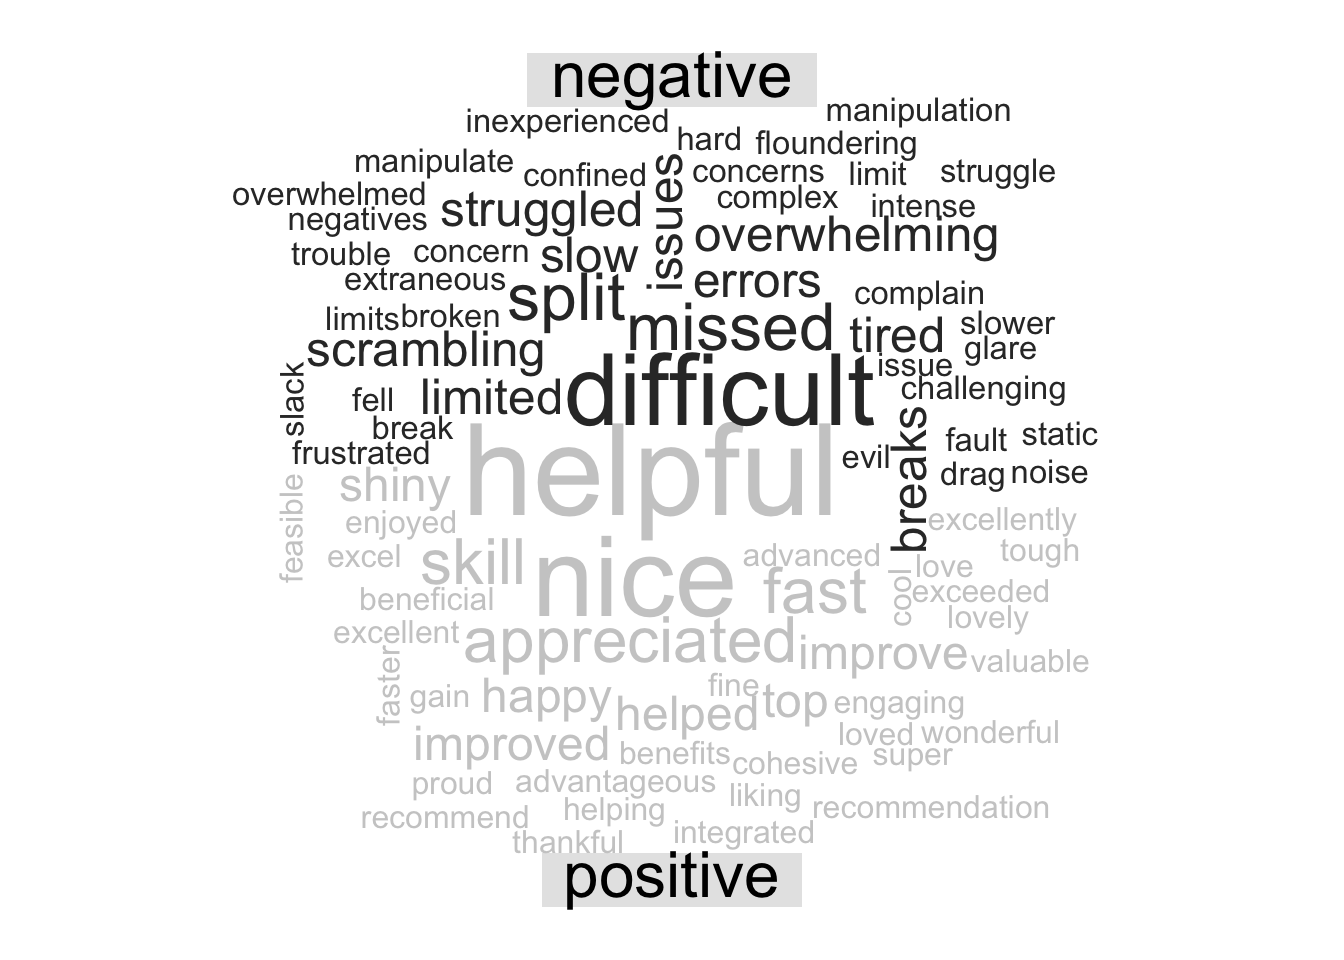 negative
manipulation
inexperienced
hard floundering
manipulate confined issues concerns limit struggle
overwhelmed complex intense
negatives struggled overwhelming
trouble concern slow
extraneous split errors complain
limits broken missed tired slower
scrambling glare
issue
slack fell limited difficult challenging
break breaks fault static
frustrated evil drag noise
feasible shiny helpful
enjoyed excellently
excel skill nice advanced tough
cool love
beneficial fast exceeded
lovely
excellent appreciated improve valuable
faster gain happy fine top engaging
helped
improved loved wonderful
benefits cohesive super
proud advantageous
liking
recommend helping recommendation
thankful integrated
positive